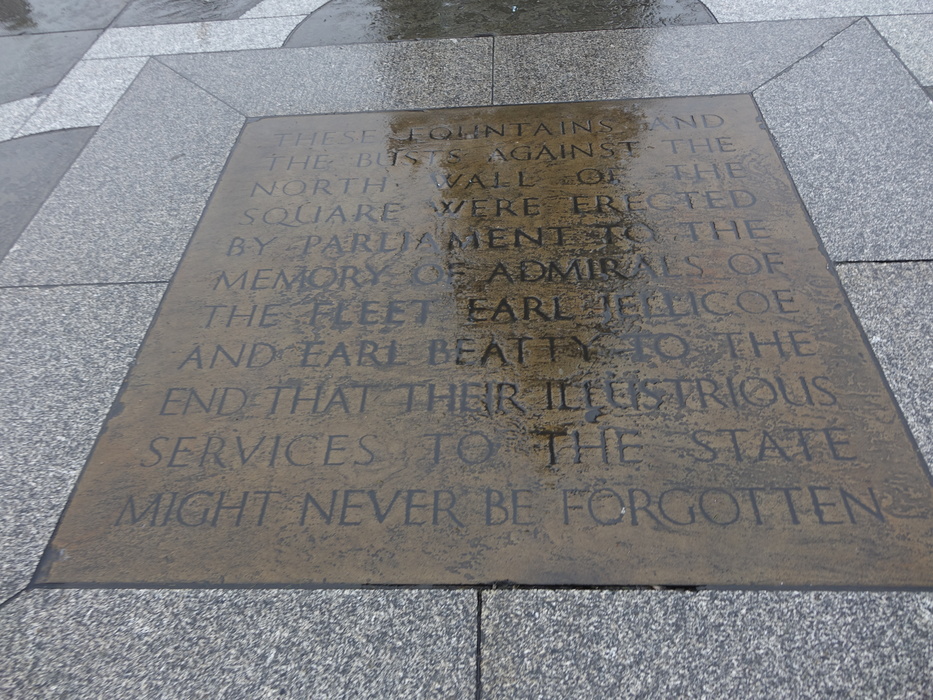 THESE FOUNTAINS AND
THE BUSTS AGAINST THE
NORTH WALL OF THE
SQUARE WERE ERECTED
BY PARLIAMENT TO THE
MEMORY OF ADMIRALS OF
THE FLEET EARL JELLICOE
AND EARL BEATTY TO THE
END THAT THEIR ILLUSTRIOUS
SERVICES TO THE STATE
MIGHT NEVER BE FORGOTTEN